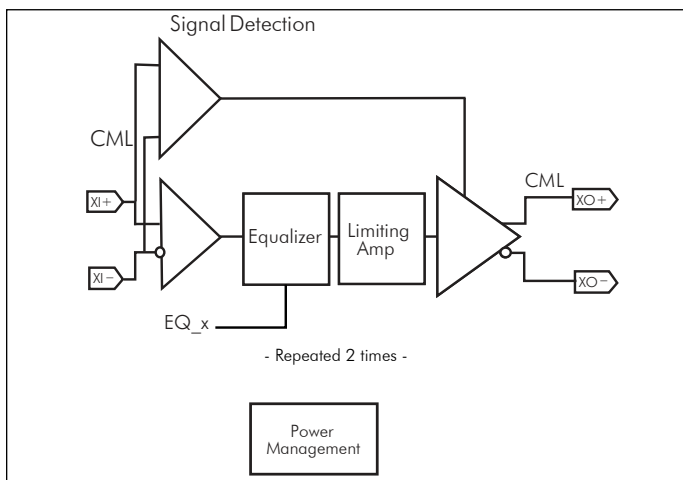 Signal Detection
CML
XI+
XI-
Equalizer
Limiting
Amp
CML
XO+
XO-
EQ_x
- Repeated 2 times -
Power
Management